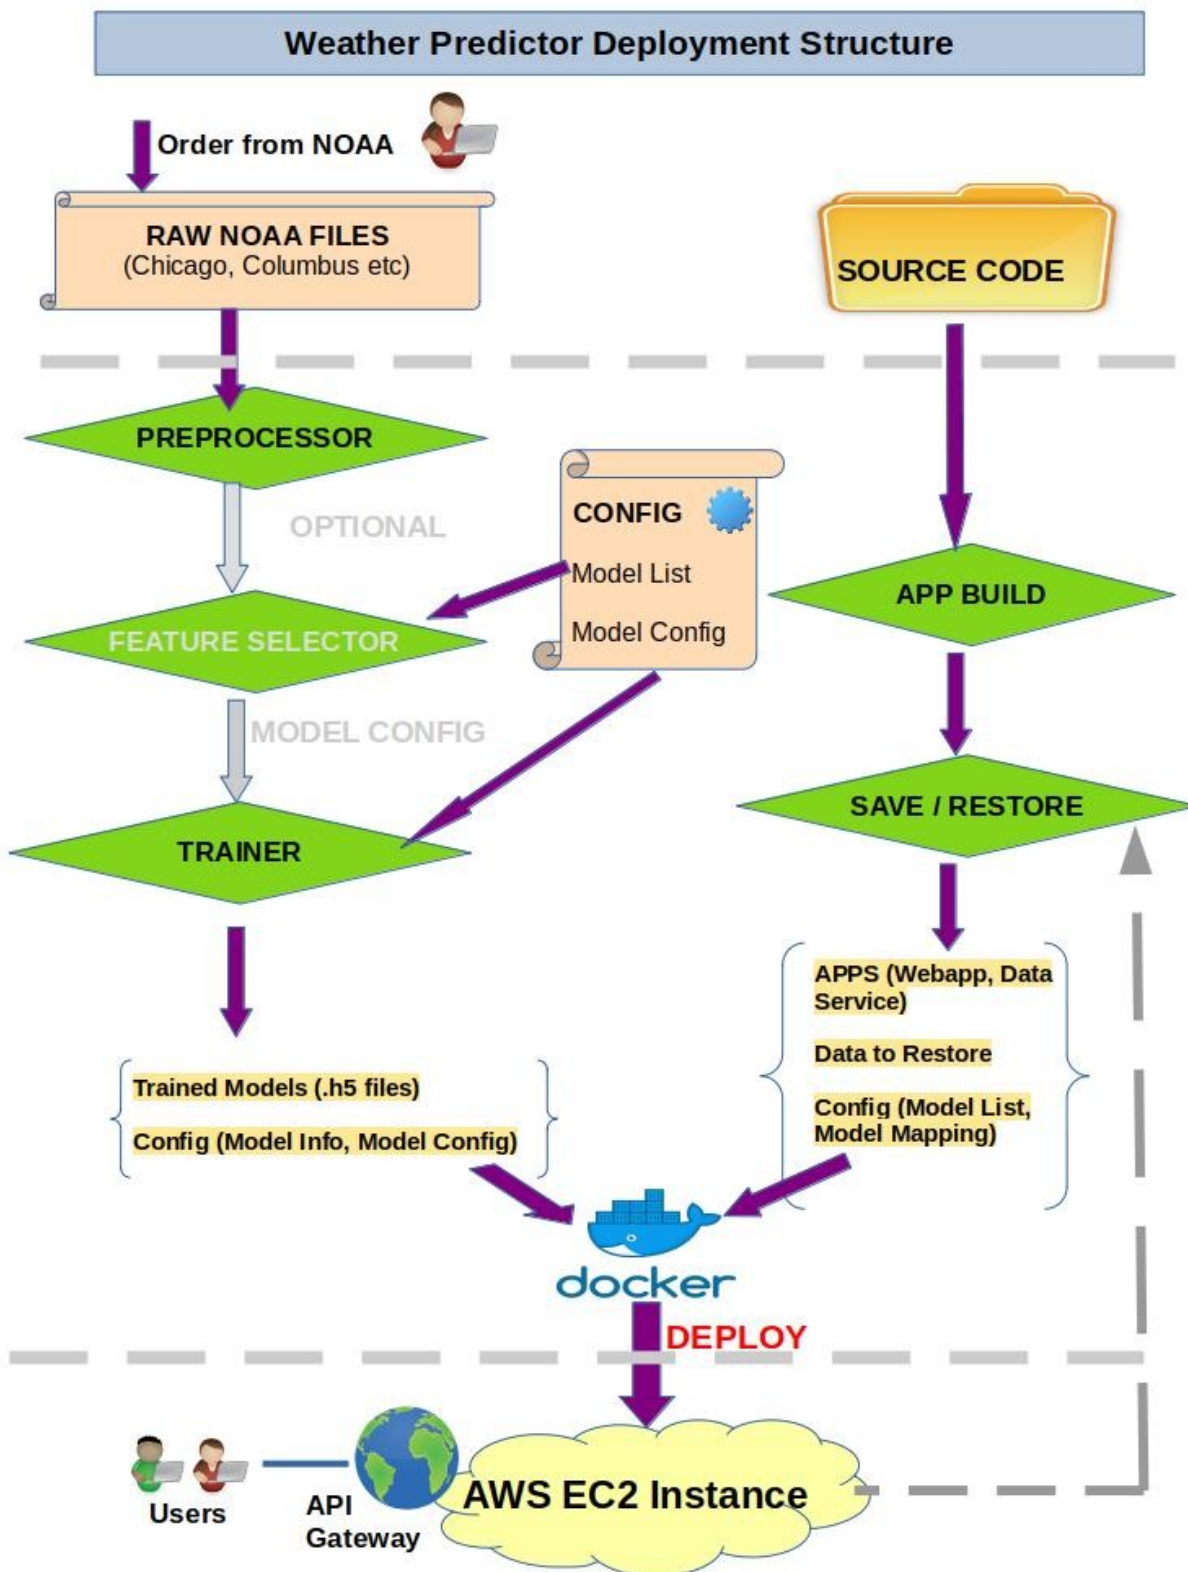 Weather Predictor Deployment Structure
Order from NOAA
RAW NOAA FILES
(Chicago, Columbus etc)
SOURCE CODE
PREPROCESSOR
OPTIONAL
CONFIG
Model List
Model Config
APP BUILD
FEATURE SELECTOR
MODEL CONFIG
SAVE / RESTORE
TRAINER
APPS (Webapp, Data
Service)
Data to Restore
Config (Model List,
Model Mapping)
Trained Models (.h5 files)
Config (Model Info, Model Config)
docker
DEPLOY
AWS EC2 Instance
Users
API
Gateway